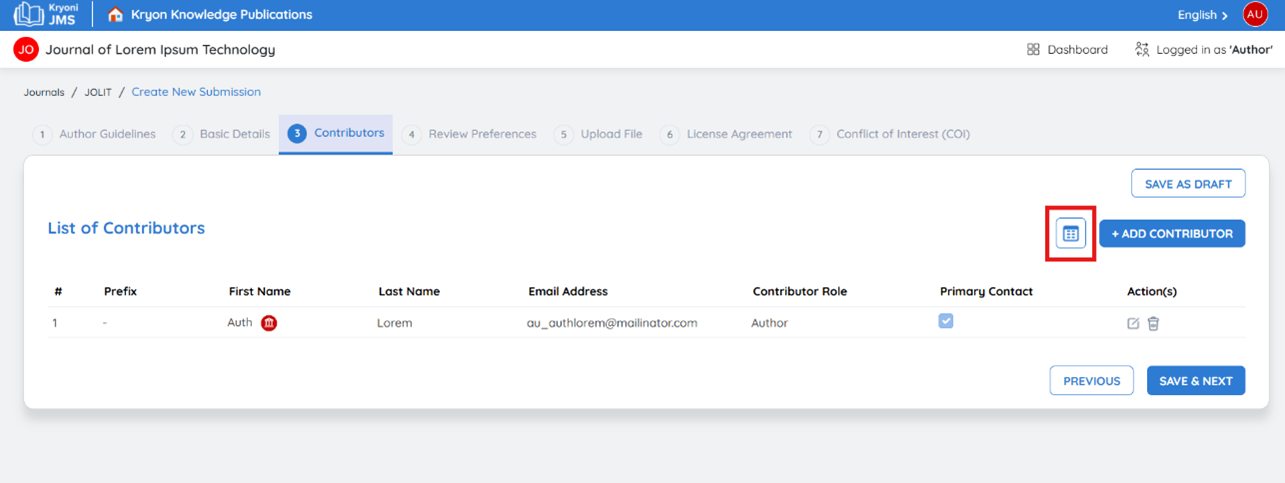 Kryoni JMS Kryon Knowledge Publications English AU
JO Journal of Lorem Ipsum Technology Dashboard Logged in as 'Author'
Journals / JOLIT / Create New Submission
1 Author Guidelines 2 Basic Details 3 Contributors 4 Review Preferences 5 Upload File 6 License Agreement 7 Conflict of Interest (COI)
SAVE AS DRAFT
List of Contributors
+ ADD CONTRIBUTOR
# Prefix First Name Last Name Email Address Contributor Role Primary Contact Action(s)
1 - Auth Lorem au_authlorem@mailinator.com Author
PREVIOUS SAVE & NEXT